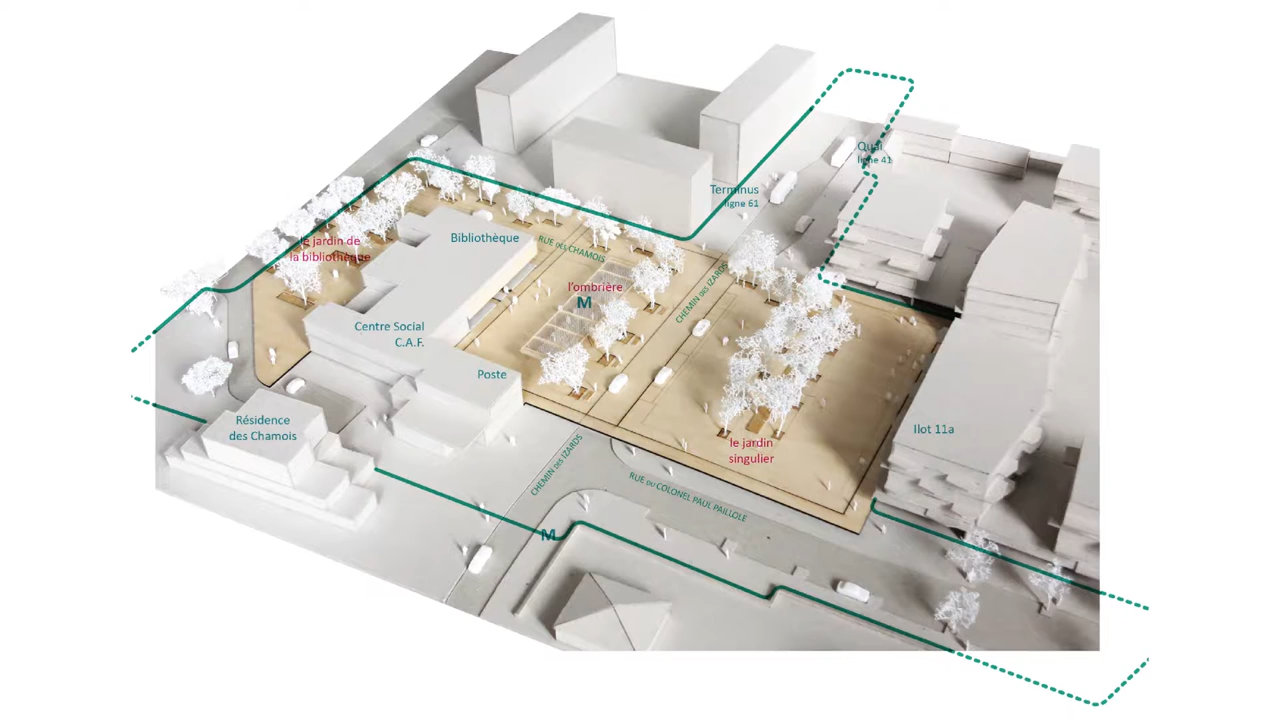 Quai
ligne 41
Terminus
ligne 61
le jardin de
la bibliothèque
Bibliothèque
RUE DES CHAMOIS
l'ombrière
M
CHEMIN DES IZARDS
Centre Social
C.A.F.
Poste
Résidence
des Chamois
Ilot 11a
le jardin
singulier
CHEMIN DES IZARDS
RUE DU COLONEL PAUL PAILLOLE
M